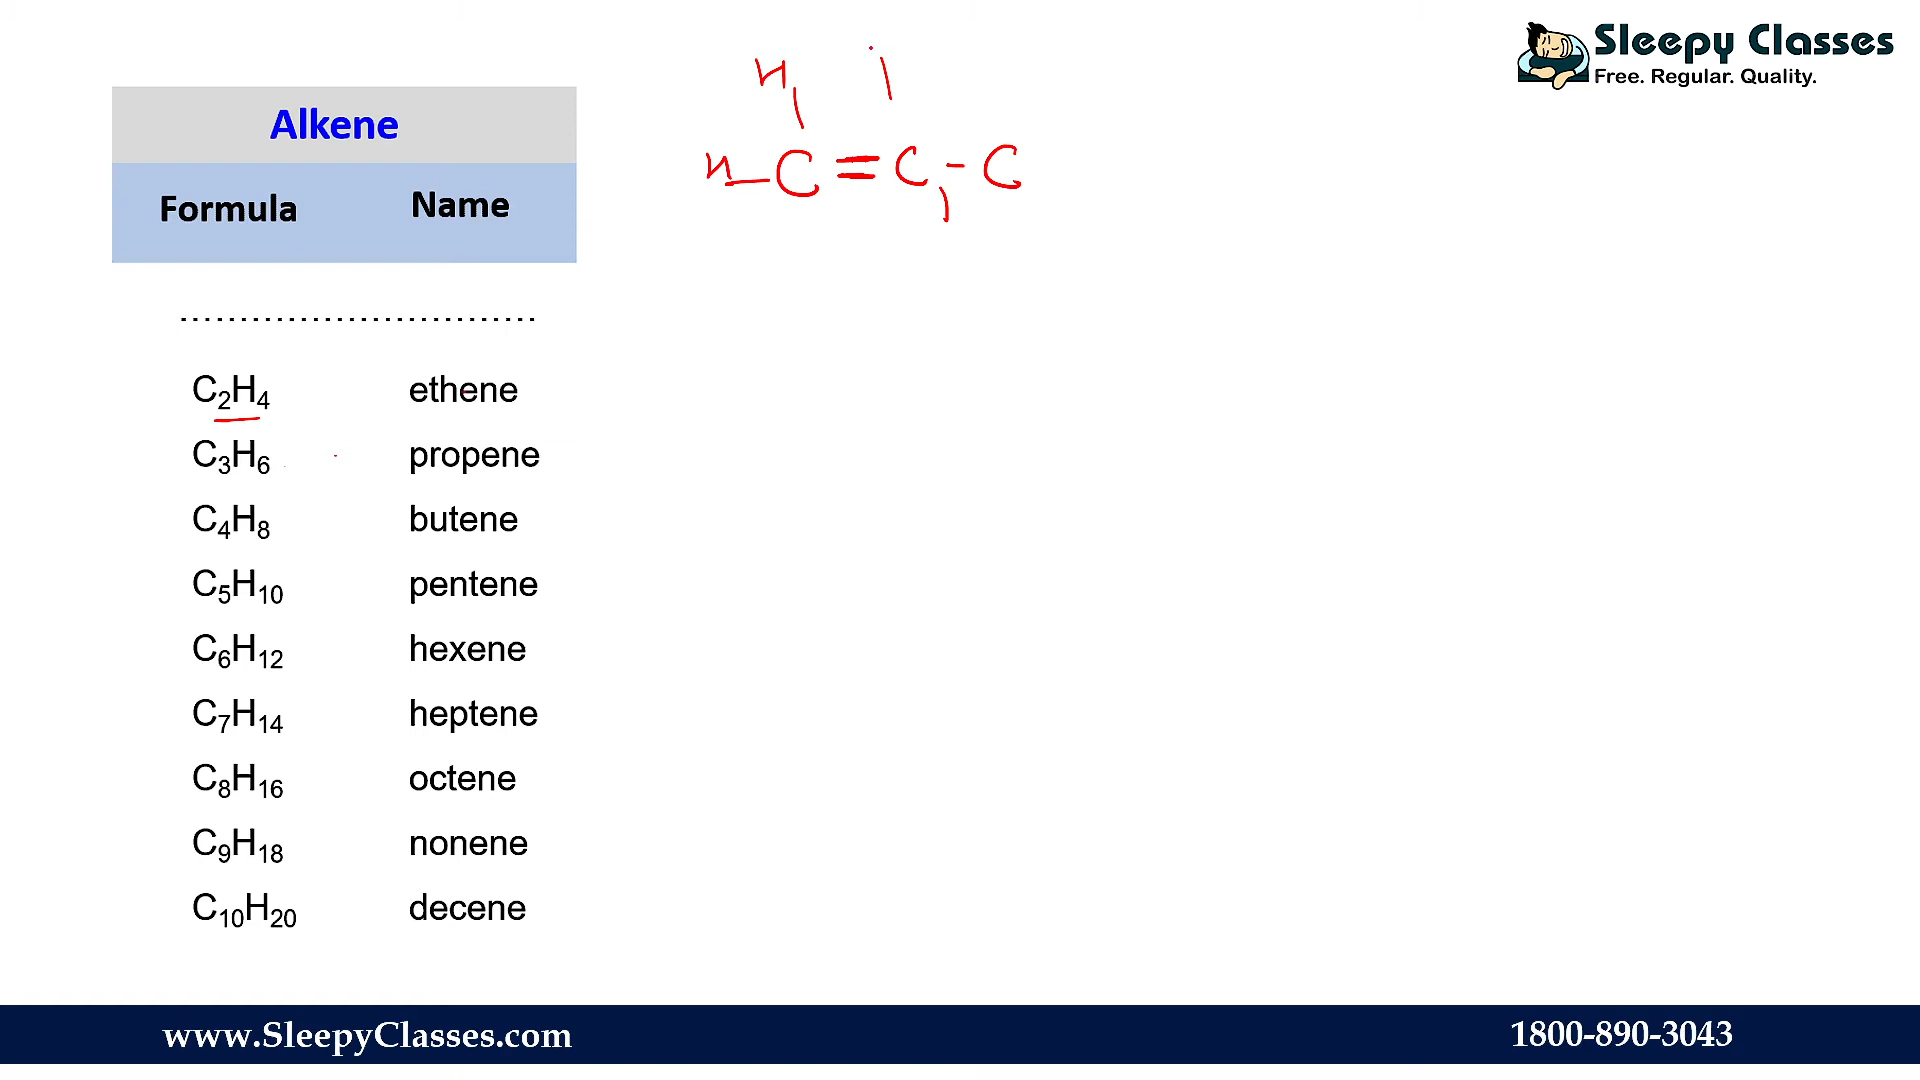 Sleepy Classes
Free. Regular. Quality.
Alkene
Formula Name
..............................
C₂H₄ ethene
C₃H₆ propene
C₄H₈ butene
C₅H₁₀ pentene
C₆H₁₂ hexene
C₇H₁₄ heptene
C₈H₁₆ octene
C₉H₁₈ nonene
C₁₀H₂₀ decene
H
H–C=C–C
www.SleepyClasses.com
1800-890-3043